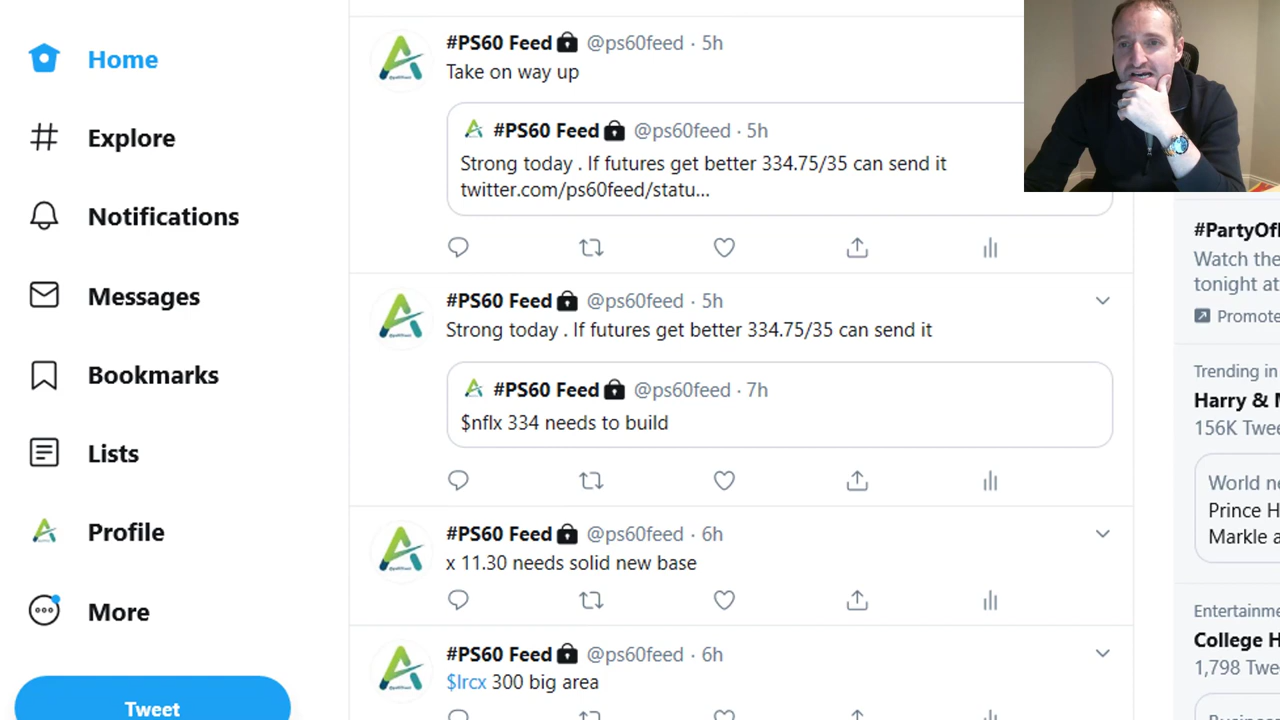 Home
Explore
Notifications
Messages
Bookmarks
Lists
Profile
More
Tweet
#PS60 Feed @ps60feed · 5h
Take on way up
#PS60 Feed @ps60feed · 5h
Strong today . If futures get better 334.75/35 can send it
twitter.com/ps60feed/statu...
#PS60 Feed @ps60feed · 5h
Strong today . If futures get better 334.75/35 can send it
#PS60 Feed @ps60feed · 7h
$nflx 334 needs to build
#PS60 Feed @ps60feed · 6h
x 11.30 needs solid new base
#PS60 Feed @ps60feed · 6h
$lrcx 300 big area
#PartyOf
Watch the
tonight at
Promote
Trending in
Harry & M
156K Twee
World ne
Prince H
Markle a
Entertainme
College H
1,798 Twee